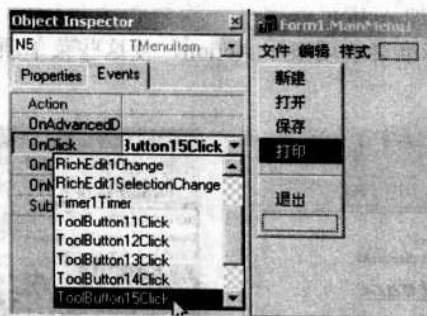 Object Inspector
N5 TMenuItem
Properties Events
Action
OnAdvancedD
OnClick Button15Click
RichEdit1Change
RichEdit1SelectionChange
Timer1Timer
ToolButton11Click
ToolButton12Click
ToolButton13Click
ToolButton14Click
ToolButton15Click
Form1.MainMenu1
文件 编辑 样式
新建
打开
保存
打印
退出